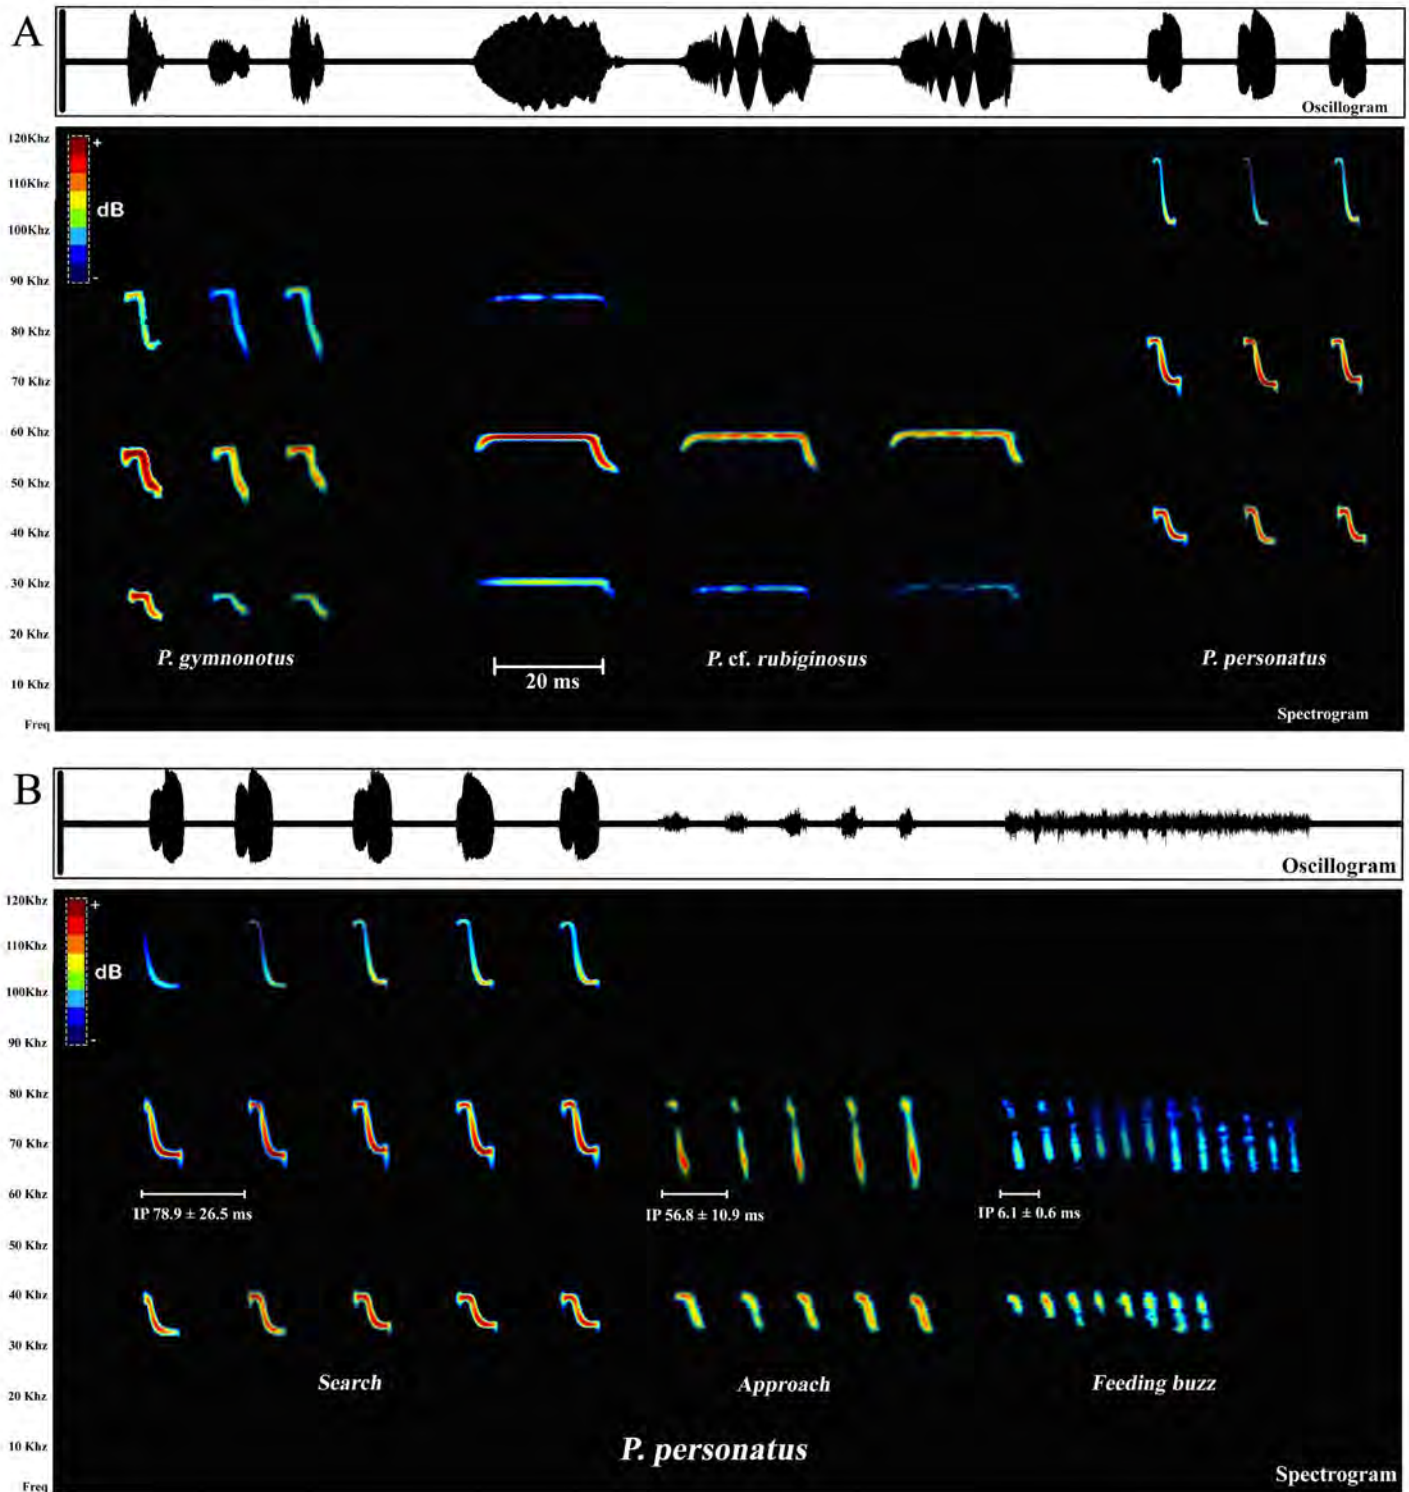 A
Oscillogram
120Khz
+
110Khz
dB
100Khz
90 Khz
-
80 Khz
70 Khz
60 Khz
50 Khz
40 Khz
30 Khz
20 Khz
P. gymnonotus
P. cf. rubiginosus
P. personatus
20 ms
10 Khz
Freq
Spectrogram
B
Oscillogram
120Khz
+
110Khz
dB
100Khz
90 Khz
-
80 Khz
70 Khz
60 Khz
IP 78.9 ± 26.5 ms
IP 56.8 ± 10.9 ms
IP 6.1 ± 0.6 ms
50 Khz
40 Khz
30 Khz
Search
Approach
Feeding buzz
20 Khz
10 Khz
P. personatus
Freq
Spectrogram